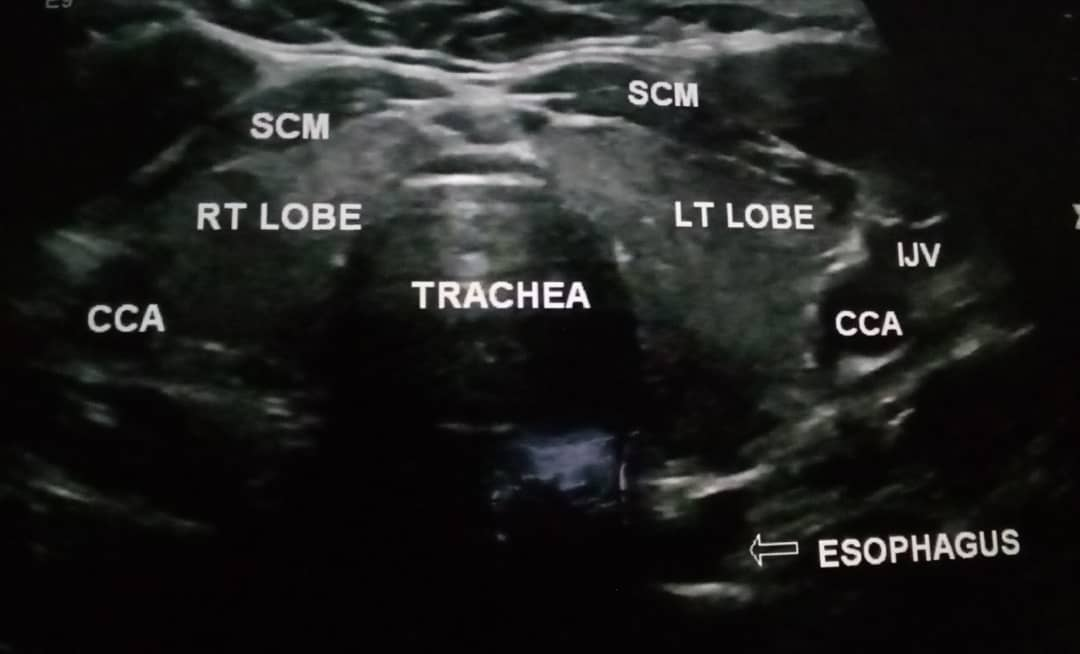 SCM
SCM
RT LOBE
LT LOBE
IJV
TRACHEA
CCA
CCA
ESOPHAGUS